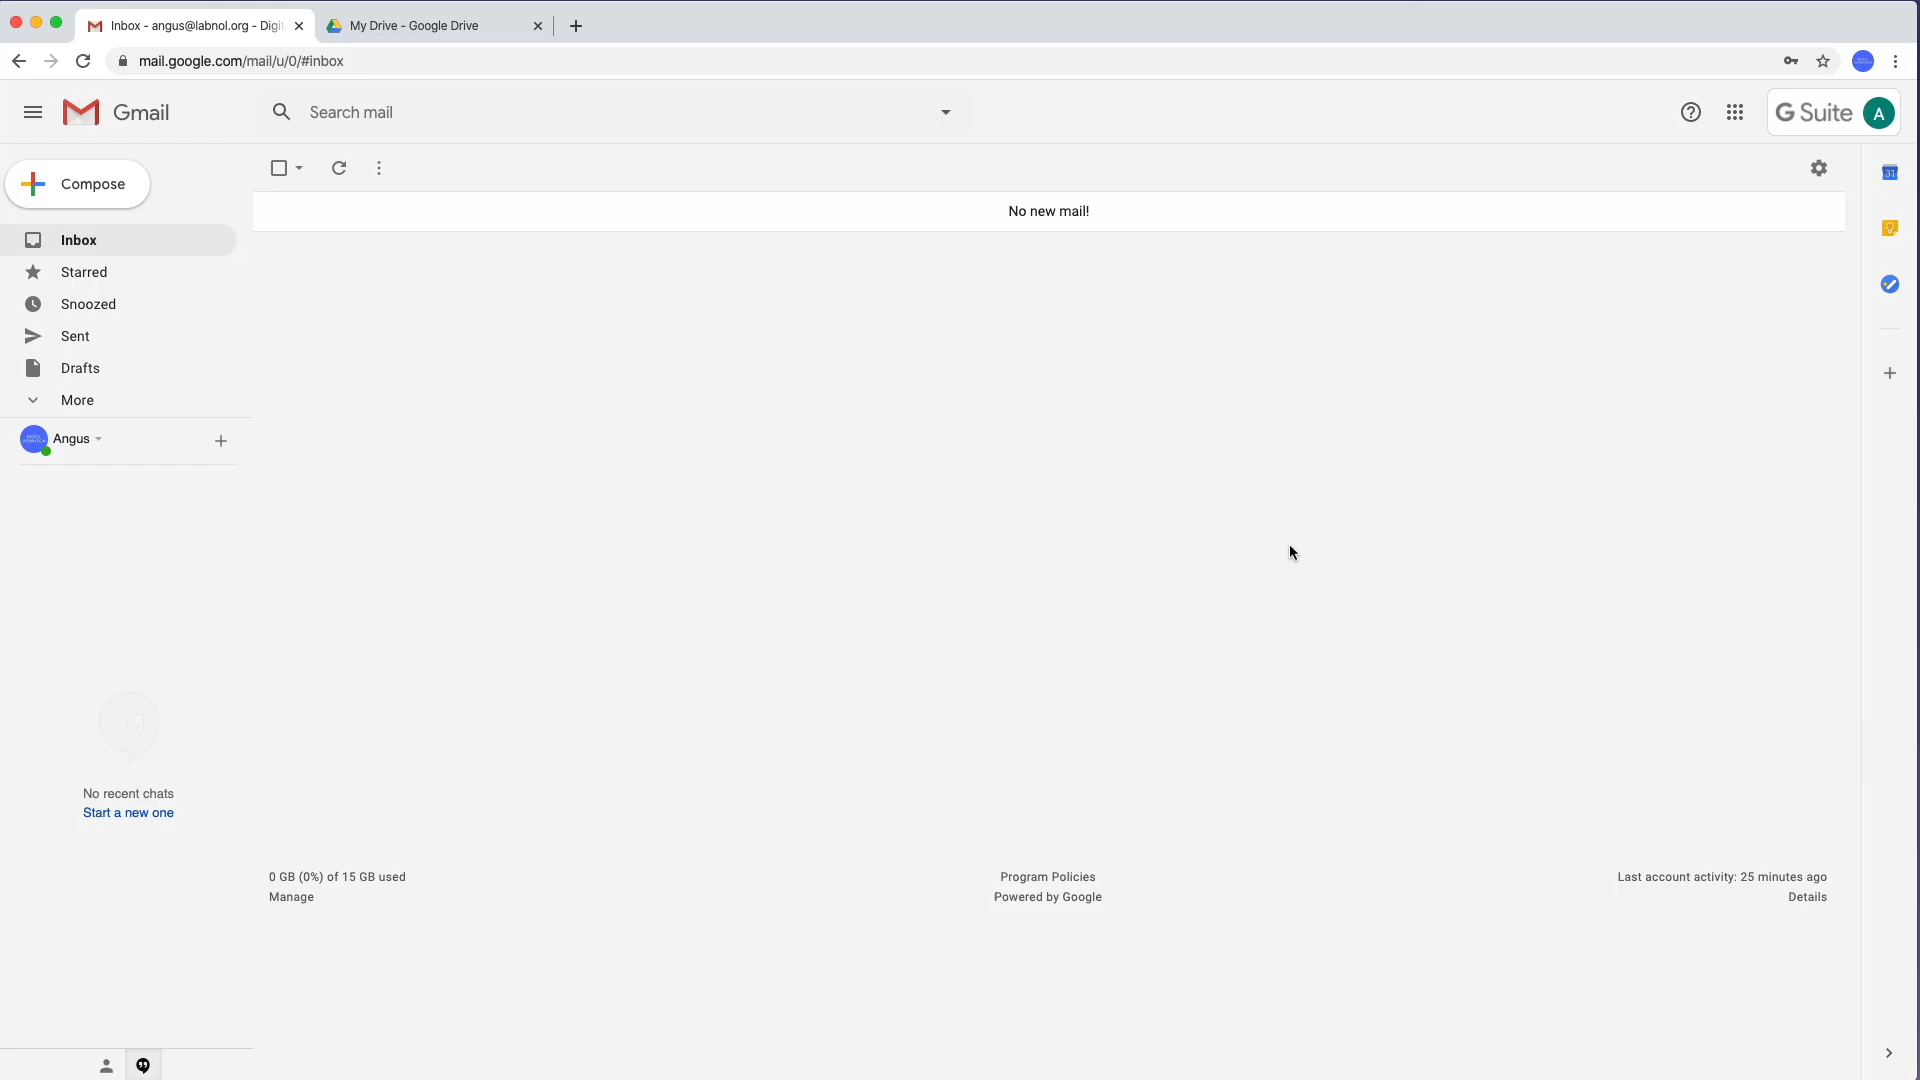 Inbox - angus@labnol.org - Digi
My Drive - Google Drive
mail.google.com/mail/u/0/#inbox
Gmail
Search mail
G Suite
A
Compose
No new mail!
31
Inbox
Starred
Snoozed
Sent
Drafts
More
Angus
No recent chats
Start a new one
0 GB (0%) of 15 GB used
Manage
Program Policies
Powered by Google
Last account activity: 25 minutes ago
Details